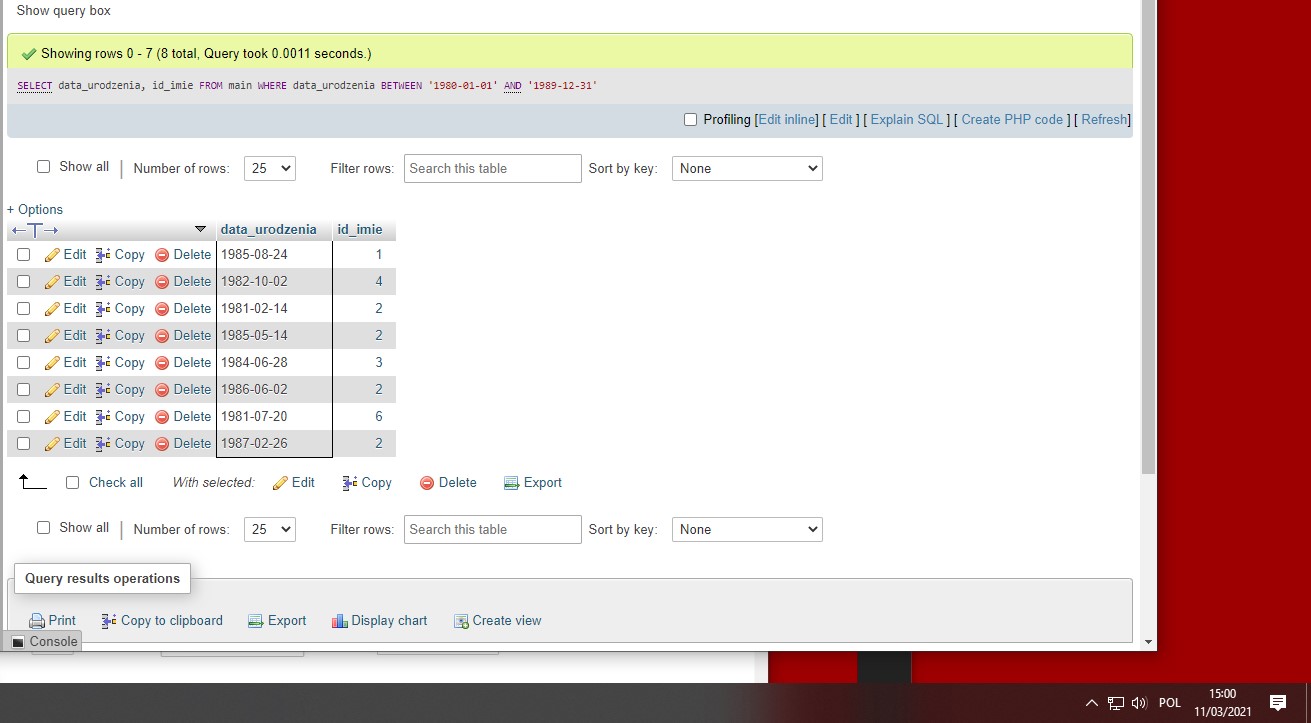 Show query box
Showing rows 0 - 7 (8 total, Query took 0.0011 seconds.)
SELECT data_urodzenia, id_imie FROM main WHERE data_urodzenia BETWEEN '1980-01-01' AND '1989-12-31'
Profiling [Edit inline] [ Edit ] [ Explain SQL ] [ Create PHP code ] [ Refresh]
Show all | Number of rows: 25 Filter rows: Search this table Sort by key: None
+ Options
←T→ data_urodzenia id_imie
Edit Copy Delete 1985-08-24 1
Edit Copy Delete 1982-10-02 4
Edit Copy Delete 1981-02-14 2
Edit Copy Delete 1985-05-14 2
Edit Copy Delete 1984-06-28 3
Edit Copy Delete 1986-06-02 2
Edit Copy Delete 1981-07-20 6
Edit Copy Delete 1987-02-26 2
Check all With selected: Edit Copy Delete Export
Show all | Number of rows: 25 Filter rows: Search this table Sort by key: None
Query results operations
Print Copy to clipboard Export Display chart Create view
Console
POL 15:00
11/03/2021